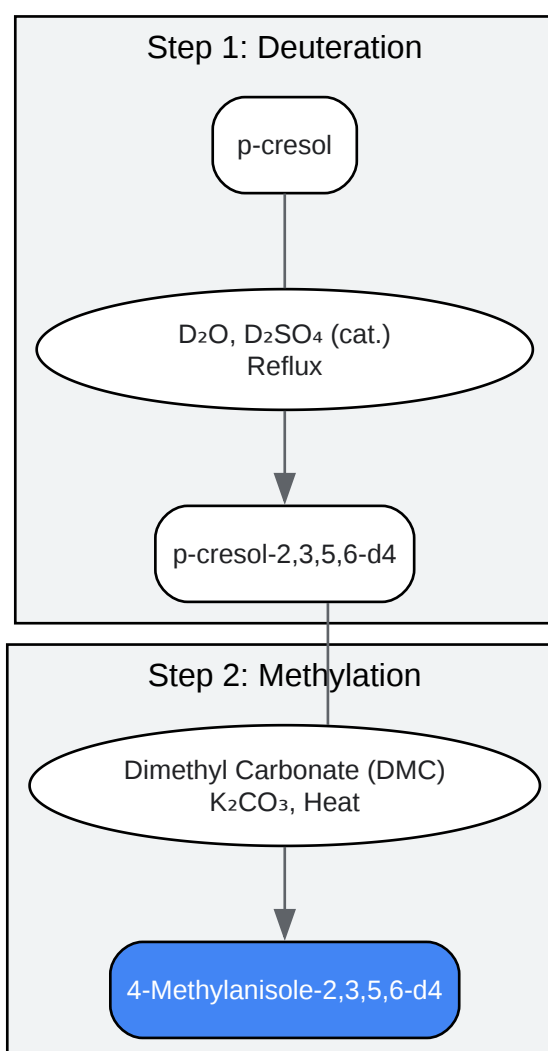 Step 1: Deuteration
p-cresol
D₂O, D₂SO₄ (cat.)
Reflux
p-cresol-2,3,5,6-d4
Step 2: Methylation
Dimethyl Carbonate (DMC)
K₂CO₃, Heat
4-Methylanisole-2,3,5,6-d4